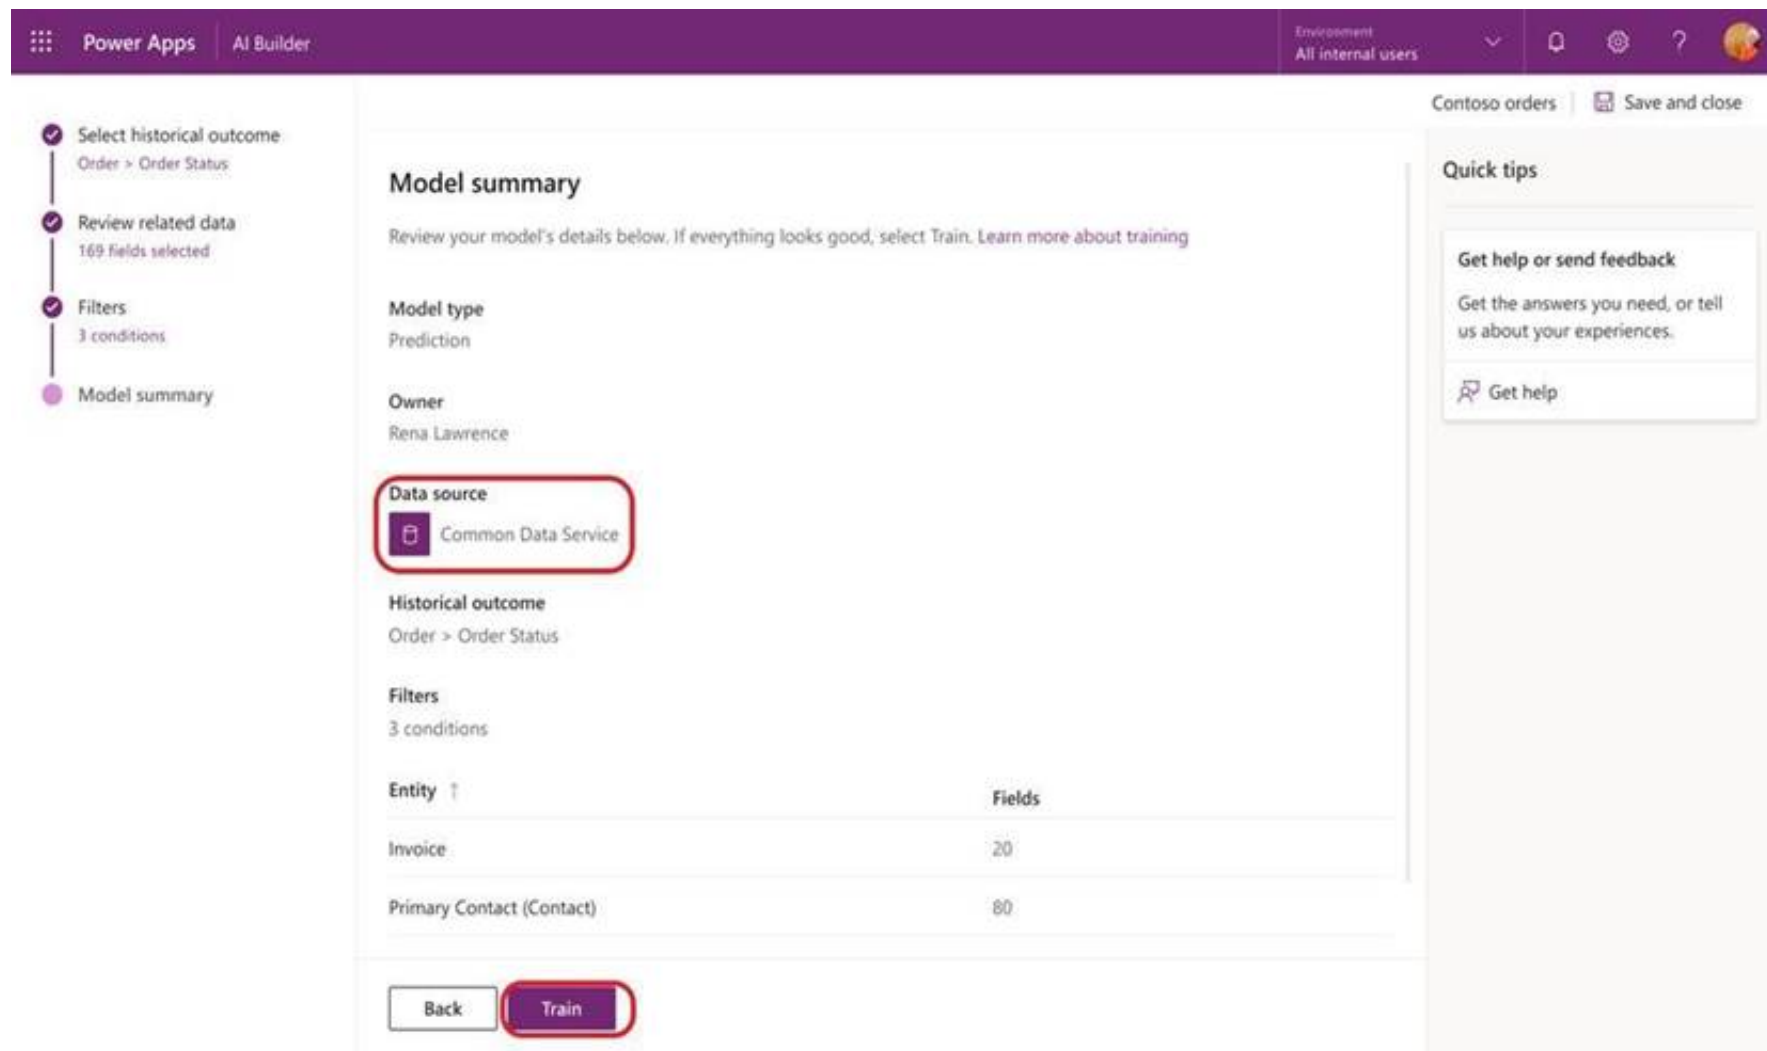 Power Apps
AI Builder
Environment
All internal users
?
Contoso orders
Save and close
Select historical outcome
Order > Order Status
Review related data
169 fields selected
Filters
3 conditions
Model summary
Model summary
Review your model's details below. If everything looks good, select Train. Learn more about training
Model type
Prediction
Owner
Rena Lawrence
Data source
Common Data Service
Historical outcome
Order > Order Status
Filters
3 conditions
Entity ↑
Fields
Invoice
20
Primary Contact (Contact)
80
Back
Train
Quick tips
Get help or send feedback
Get the answers you need, or tell
us about your experiences.
Get help